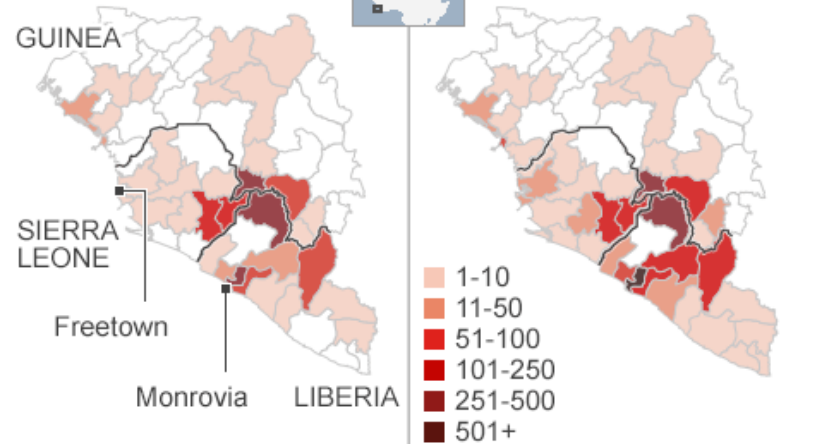 GUINEA
SIERRA
LEONE
Freetown
Monrovia
LIBERIA
1-10
11-50
51-100
101-250
251-500
501+